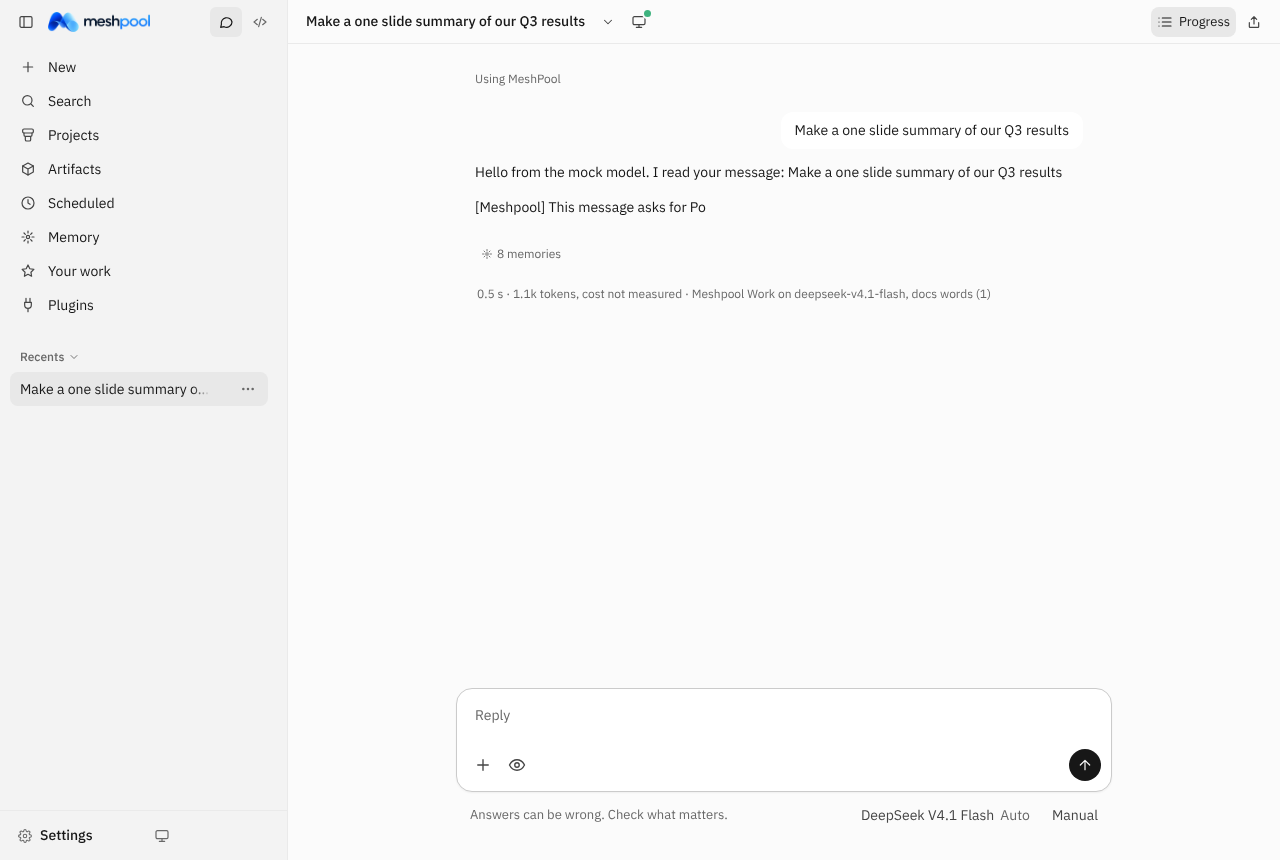 meshpool
Make a one slide summary of our Q3 results
Progress
New
Search
Projects
Artifacts
Scheduled
Memory
Your work
Plugins
Recents
Make a one slide summary o...
Using MeshPool
Make a one slide summary of our Q3 results
Hello from the mock model. I read your message: Make a one slide summary of our Q3 results
[Meshpool] This message asks for Po
8 memories
0.5 s · 1.1k tokens, cost not measured · Meshpool Work on deepseek-v4.1-flash, docs words (1)
Reply
Answers can be wrong. Check what matters.
DeepSeek V4.1 Flash Auto Manual
Settings